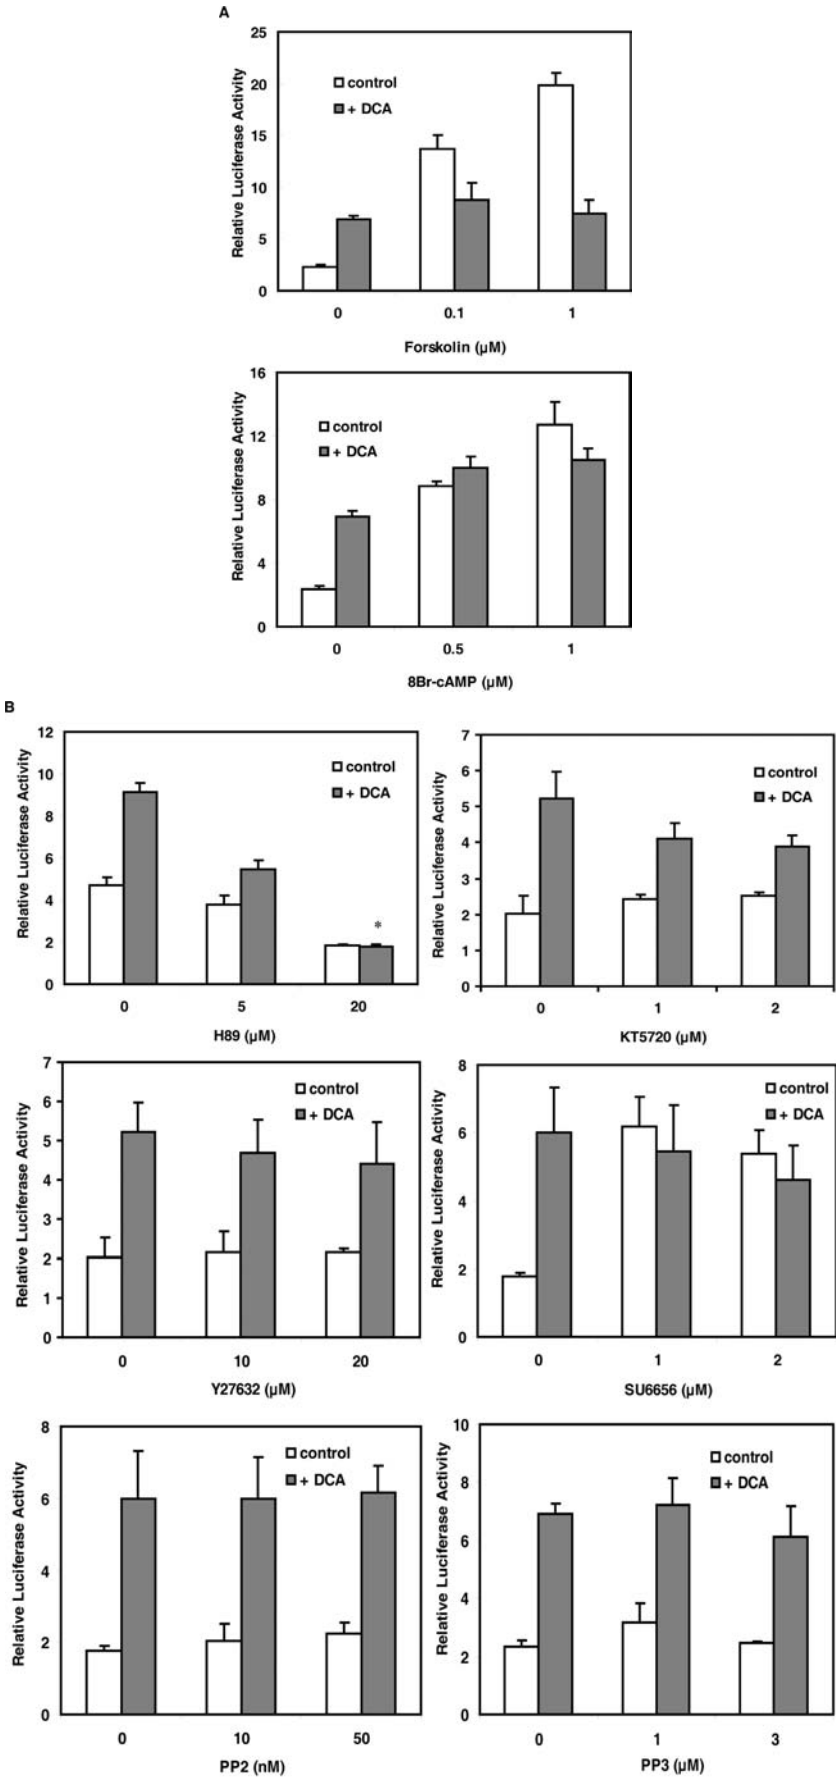 A
25
20
15
10
5
0
Relative Luciferase Activity
control
+ DCA
0 0.1 1
Forskolin (µM)
16
12
8
4
0
Relative Luciferase Activity
control
+ DCA
0 0.5 1
8Br-cAMP (µM)
B
12
10
8
6
4
2
0
Relative Luciferase Activity
control
+ DCA
*
0 5 20
H89 (µM)
7
6
5
4
3
2
1
0
Relative Luciferase Activity
control
+ DCA
0 1 2
KT5720 (µM)
7
6
5
4
3
2
1
0
Relative Luciferase Activity
control
+ DCA
0 10 20
Y27632 (µM)
8
6
4
2
0
Relative Luciferase Activity
control
+ DCA
0 1 2
SU6656 (µM)
8
6
4
2
0
Relative Luciferase Activity
control
+ DCA
0 10 50
PP2 (nM)
10
8
6
4
2
0
Relative Luciferase Activity
control
+ DCA
0 1 3
PP3 (µM)